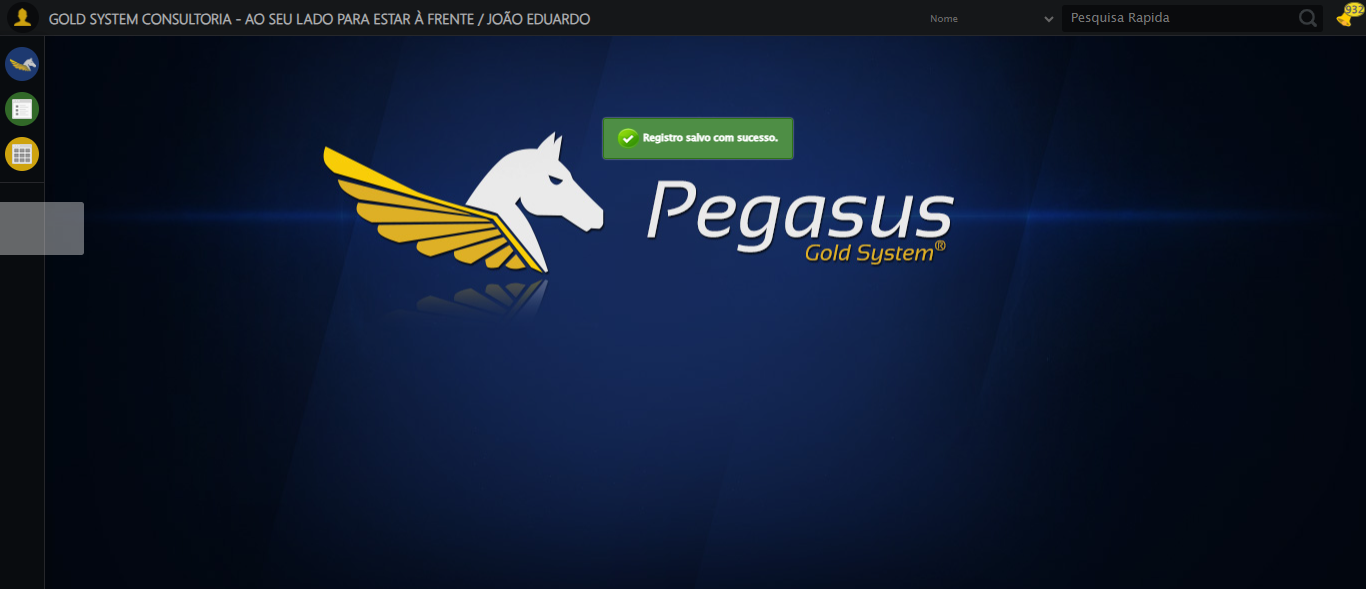 GOLD SYSTEM CONSULTORIA - AO SEU LADO PARA ESTAR À FRENTE / JOÃO EDUARDO
Nome
Pesquisa Rapida
932
Registro salvo com sucesso.
Pegasus
Gold System®